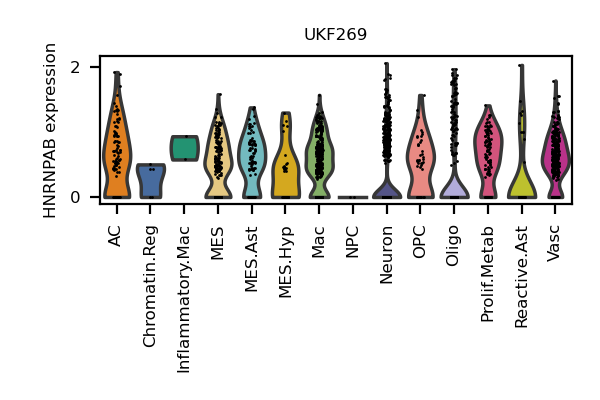 UKF269
HNRNPAB expression
2
0
AC
Chromatin.Reg
Inflammatory.Mac
MES
MES.Ast
MES.Hyp
Mac
NPC
Neuron
OPC
Oligo
Prolif.Metab
Reactive.Ast
Vasc